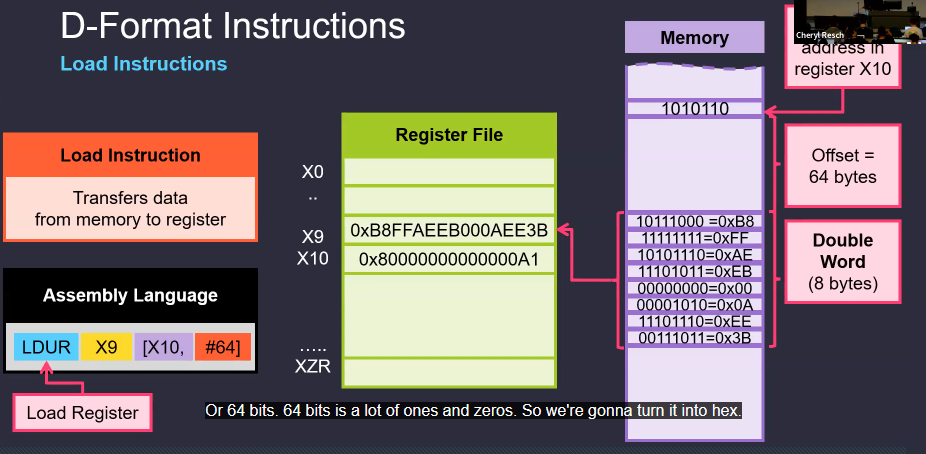 D-Format Instructions
Load Instructions
Load Instruction
Transfers data
from memory to register
Assembly Language
LDUR X9 [X10, #64]
Load Register
Register File
X0
..
X9
0xB8FFAEEB000AEE3B
X10
0x80000000000000A1
.....
XZR
Memory
1010110
10111000 =0xB8
11111111=0xFF
10101110=0xAE
11101011=0xEB
00000000=0x00
00001010=0x0A
11101110=0xEE
00111011=0x3B
Cheryl Resch
address in
register X10
Offset =
64 bytes
Double
Word
(8 bytes)
Or 64 bits. 64 bits is a lot of ones and zeros. So we're gonna turn it into hex.